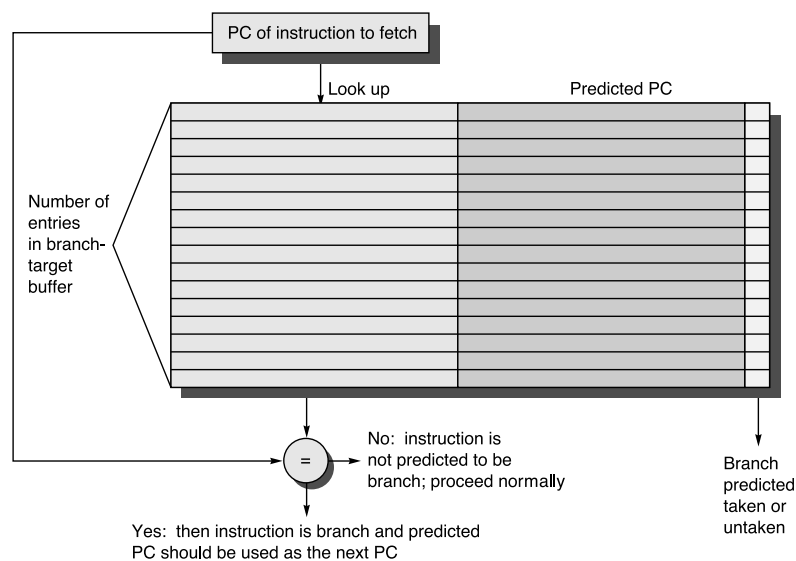 PC of instruction to fetch
Look up
Predicted PC
Number of
entries
in branch-
target
buffer
=
No: instruction is
not predicted to be
branch; proceed normally
Branch
predicted
taken or
untaken
Yes: then instruction is branch and predicted
PC should be used as the next PC